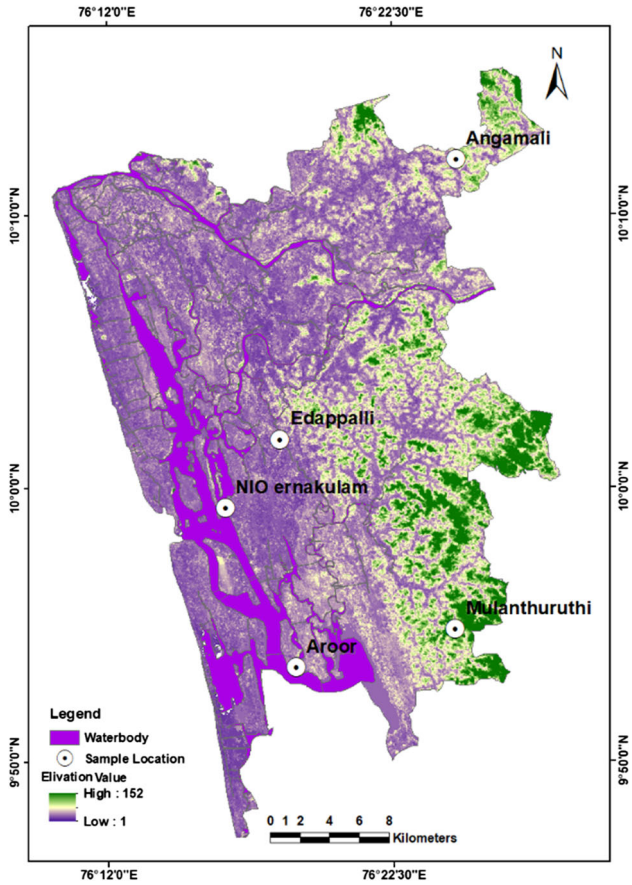 76°12'0"E 76°22'30"E
N
Angamali
10°10'0"N 10°10'0"N
Edappalli
NIO ernakulam
10°0'0"N 10°0'0"N
Mulanthuruthi
Aroor
Legend
Waterbody
Sample Location
Elivation Value
High : 152
Low : 1
9°50'0"N 9°50'0"N
0 1 2 4 6 8
Kilometers
76°12'0"E 76°22'30"E